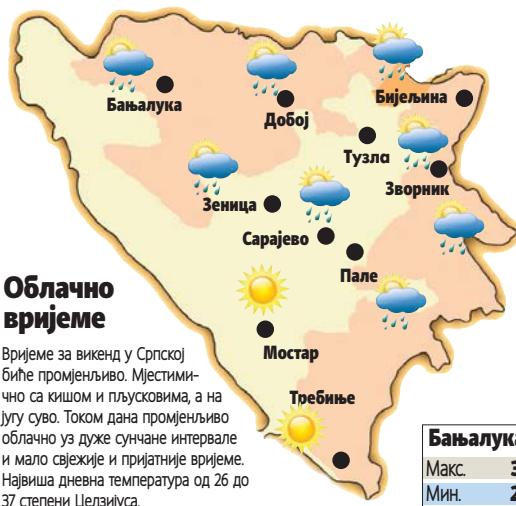 Бањалука
Добој
Бијељина
Тузла
Зворник
Зеница
Сарајево
Пале
Мостар
Требиње
Облачно
вријеме
Вријеме за викенд у Српској
биће промјенљиво. Мјестими-
чно са кишом и пљусковима, а на
југу суво. Током дана промјенљиво
облачно уз дуже сунчане интервале
и мало свјежије и пријатније вријеме.
Највиша дневна температура од 26 до
37 степени Целзијуса.
Бањалука
Макс.
Мин.